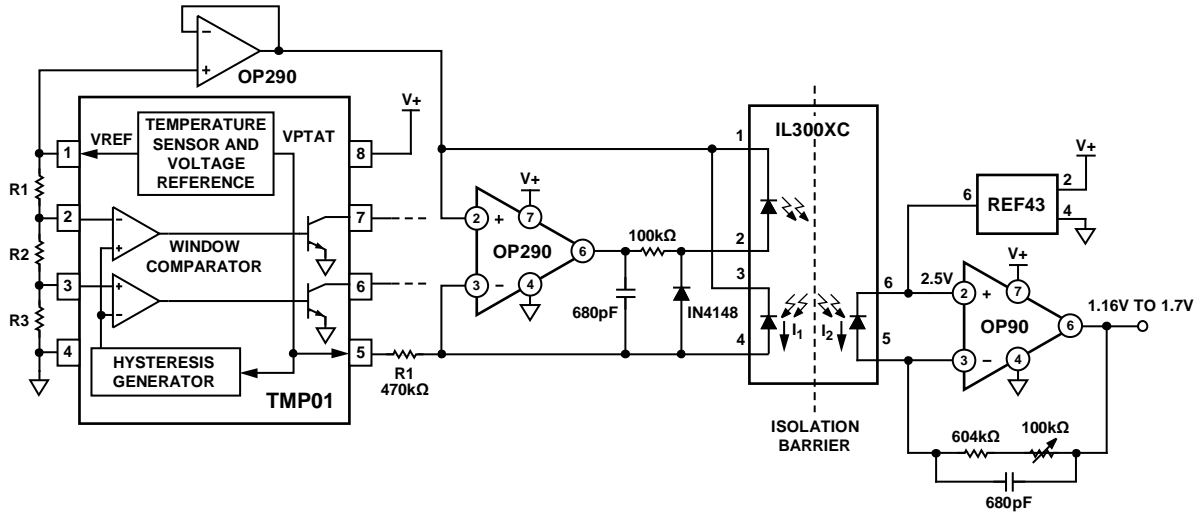 −
+
OP290
V+
TEMPERATURE
SENSOR AND
VOLTAGE
REFERENCE
VREF
VPTAT
1
8
R1
2
7
−
+
WINDOW
COMPARATOR
R2
3
6
+
−
R3
4
5
HYSTERESIS
GENERATOR
TMP01
R1
470kΩ
V+
2
+
7
OP290
6
3
−
4
680pF
100kΩ
IN4148
IL300XC
1
2
3
4
I1
I2
6
5
ISOLATION
BARRIER
V+
6
REF43
2
4
2.5V
V+
2
+
7
OP90
6
3
−
4
1.16V TO 1.7V
604kΩ
100kΩ
680pF